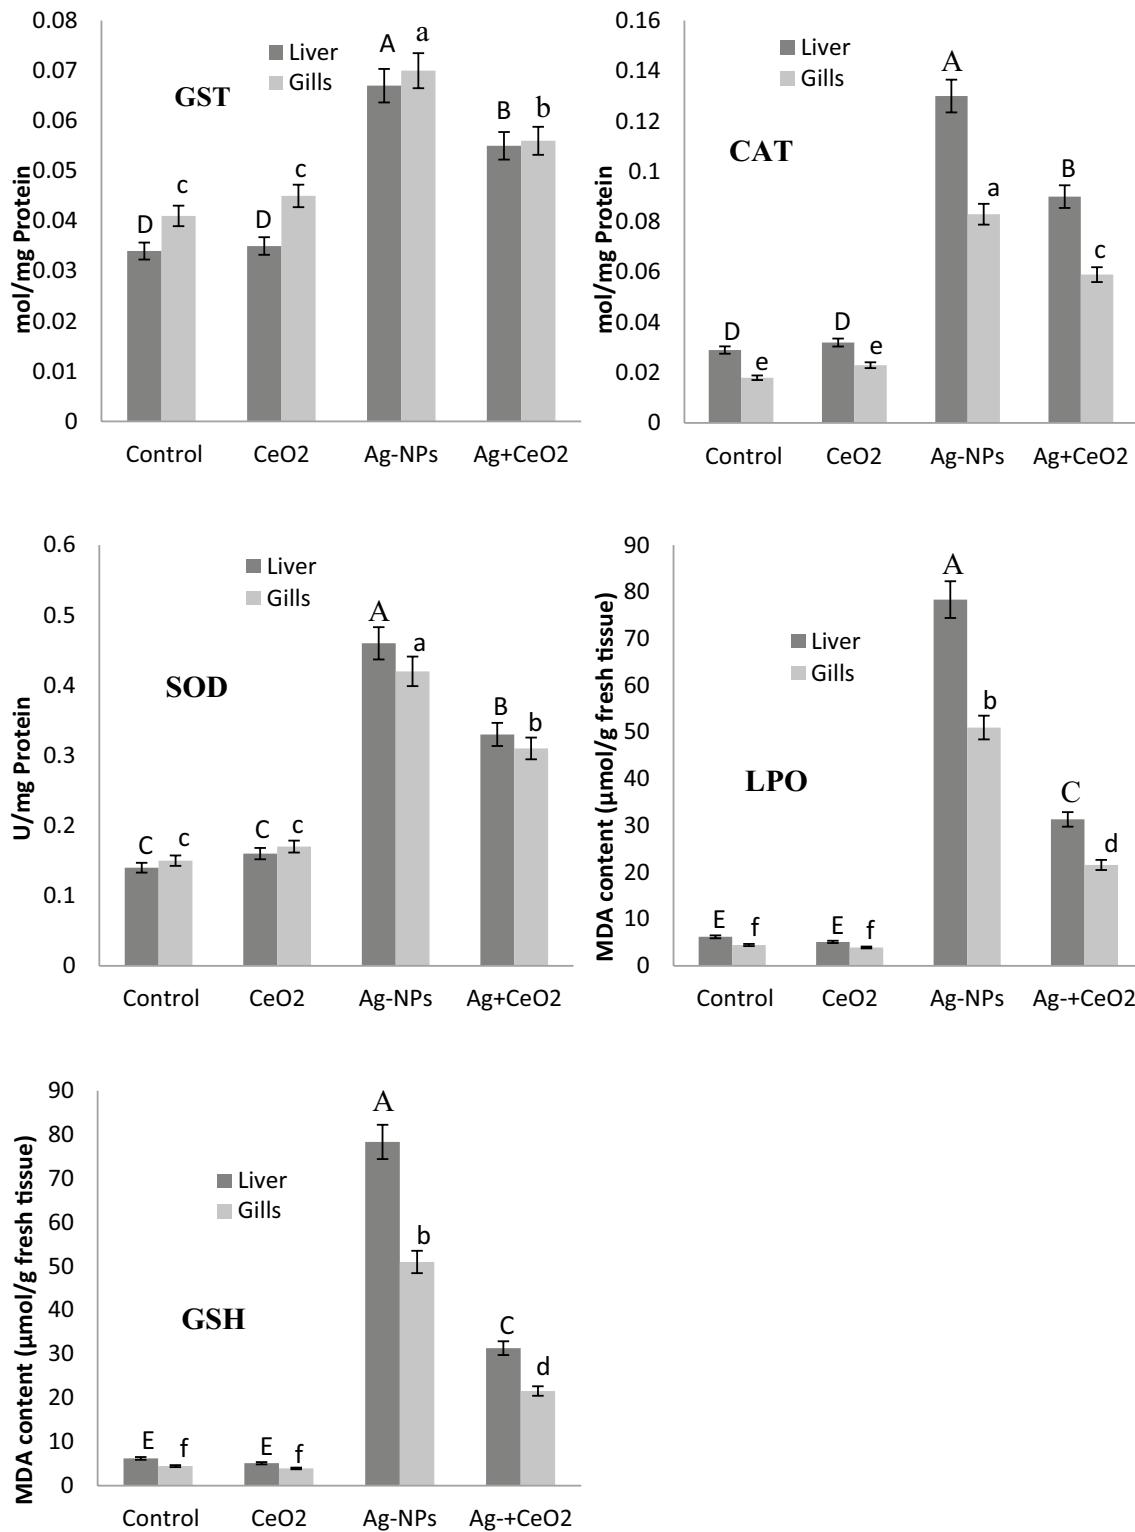 0.08
0.07
0.06
0.05
0.04
0.03
0.02
0.01
0
mol/mg Protein
GST
Liver
Gills
D
c
D
c
A
a
B
b
Control
CeO2
Ag-NPs
Ag+CeO2
0.16
0.14
0.12
0.1
0.08
0.06
0.04
0.02
0
mol/mg Protein
CAT
Liver
Gills
D
e
D
e
A
a
B
c
Control
CeO2
Ag-NPs
Ag+CeO2
0.6
0.5
0.4
0.3
0.2
0.1
0
U/mg Protein
SOD
Liver
Gills
C
c
C
c
A
a
B
b
Control
CeO2
Ag-NPs
Ag+CeO2
90
80
70
60
50
40
30
20
10
0
MDA content (µmol/g fresh tissue)
LPO
Liver
Gills
E
f
E
f
A
b
C
d
Control
CeO2
Ag-NPs
Ag-+CeO2
90
80
70
60
50
40
30
20
10
0
MDA content (µmol/g fresh tissue)
GSH
Liver
Gills
E
f
E
f
A
b
C
d
Control
CeO2
Ag-NPs
Ag-+CeO2